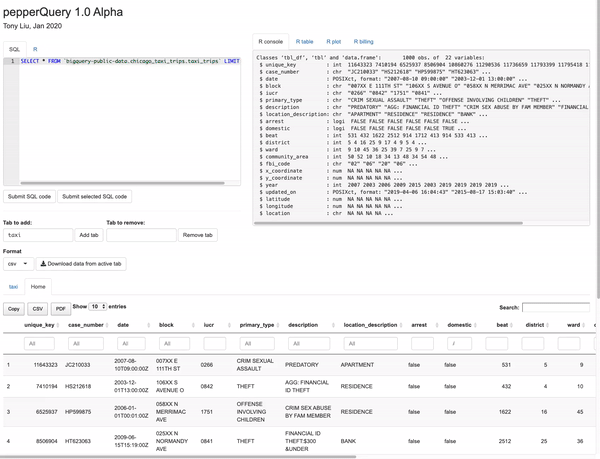 pepperQuery 1.0 Alpha
Tony Liu, Jan 2020
SQL R
1 SELECT * FROM `bigquery-public-data.chicago_taxi_trips.taxi_trips` LIMIT
Submit SQL code Submit selected SQL code
Tab to add: Tab to remove:
taxi Add tab Remove tab
Format
csv Download data from active tab
R console R table R plot R billing
Classes 'tbl_df', 'tbl' and 'data.frame': 1000 obs. of 22 variables:
$ unique_key : int 11643323 7410194 6525937 8506904 10860276 11290536 11736659 11793399 11795418
$ case_number : chr "JC210033" "HS212618" "HP599875" "HT623063" ...
$ date : POSIXct, format: "2007-08-10 09:00:00" "2003-12-01 13:00:00" ...
$ block : chr "007XX E 111TH ST" "106XX S AVENUE O" "058XX N MERRIMAC AVE" "025XX N NORMANDY
$ iucr : chr "0266" "0842" "1751" "0841" ...
$ primary_type : chr "CRIM SEXUAL ASSAULT" "THEFT" "OFFENSE INVOLVING CHILDREN" "THEFT" ...
$ description : chr "PREDATORY" "AGG: FINANCIAL ID THEFT" "CRIM SEX ABUSE BY FAM MEMBER" "FINANCIAL
$ location_description: chr "APARTMENT" "RESIDENCE" "RESIDENCE" "BANK" ...
$ arrest : logi FALSE FALSE FALSE FALSE FALSE FALSE ...
$ domestic : logi FALSE FALSE FALSE FALSE FALSE TRUE ...
$ beat : int 531 432 1622 2512 914 1712 413 914 533 413 ...
$ district : int 5 4 16 25 9 17 4 9 5 4 ...
$ ward : int 9 10 45 36 25 39 7 25 9 7 ...
$ community_area : int 50 52 10 18 34 13 48 34 54 48 ...
$ fbi_code : chr "02" "06" "20" "06" ...
$ x_coordinate : num NA NA NA NA NA ...
$ y_coordinate : num NA NA NA NA NA ...
$ year : int 2007 2003 2006 2009 2015 2003 2019 2019 2019 2019 ...
$ updated_on : POSIXct, format: "2019-04-06 16:04:43" "2015-08-17 15:03:40" ...
$ latitude : num NA NA NA NA NA ...
$ longitude : num NA NA NA NA NA ...
$ location : chr NA NA NA NA ...
taxi Home
Copy CSV PDF Show 10 entries Search:
unique_key case_number date block iucr primary_type description location_description arrest domestic beat district ward
All All All All All All All All All All All
1 11643323 JC210033 2007-08-10T09:00:00Z 007XX E 111TH ST 0266 CRIM SEXUAL ASSAULT PREDATORY APARTMENT false false 531 5 9
2 7410194 HS212618 2003-12-01T13:00:00Z 106XX S AVENUE O 0842 THEFT AGG: FINANCIAL ID THEFT RESIDENCE false false 432 4 10
3 6525937 HP599875 2006-01-01T00:01:00Z 058XX N MERRIMAC AVE 1751 OFFENSE INVOLVING CHILDREN CRIM SEX ABUSE BY FAM MEMBER RESIDENCE false false 1622 16 45
4 8506904 HT623063 2009-06-15T15:19:00Z 025XX N NORMANDY AVE 0841 THEFT FINANCIAL ID THEFT:$300 &UNDER BANK false false 2512 25 36